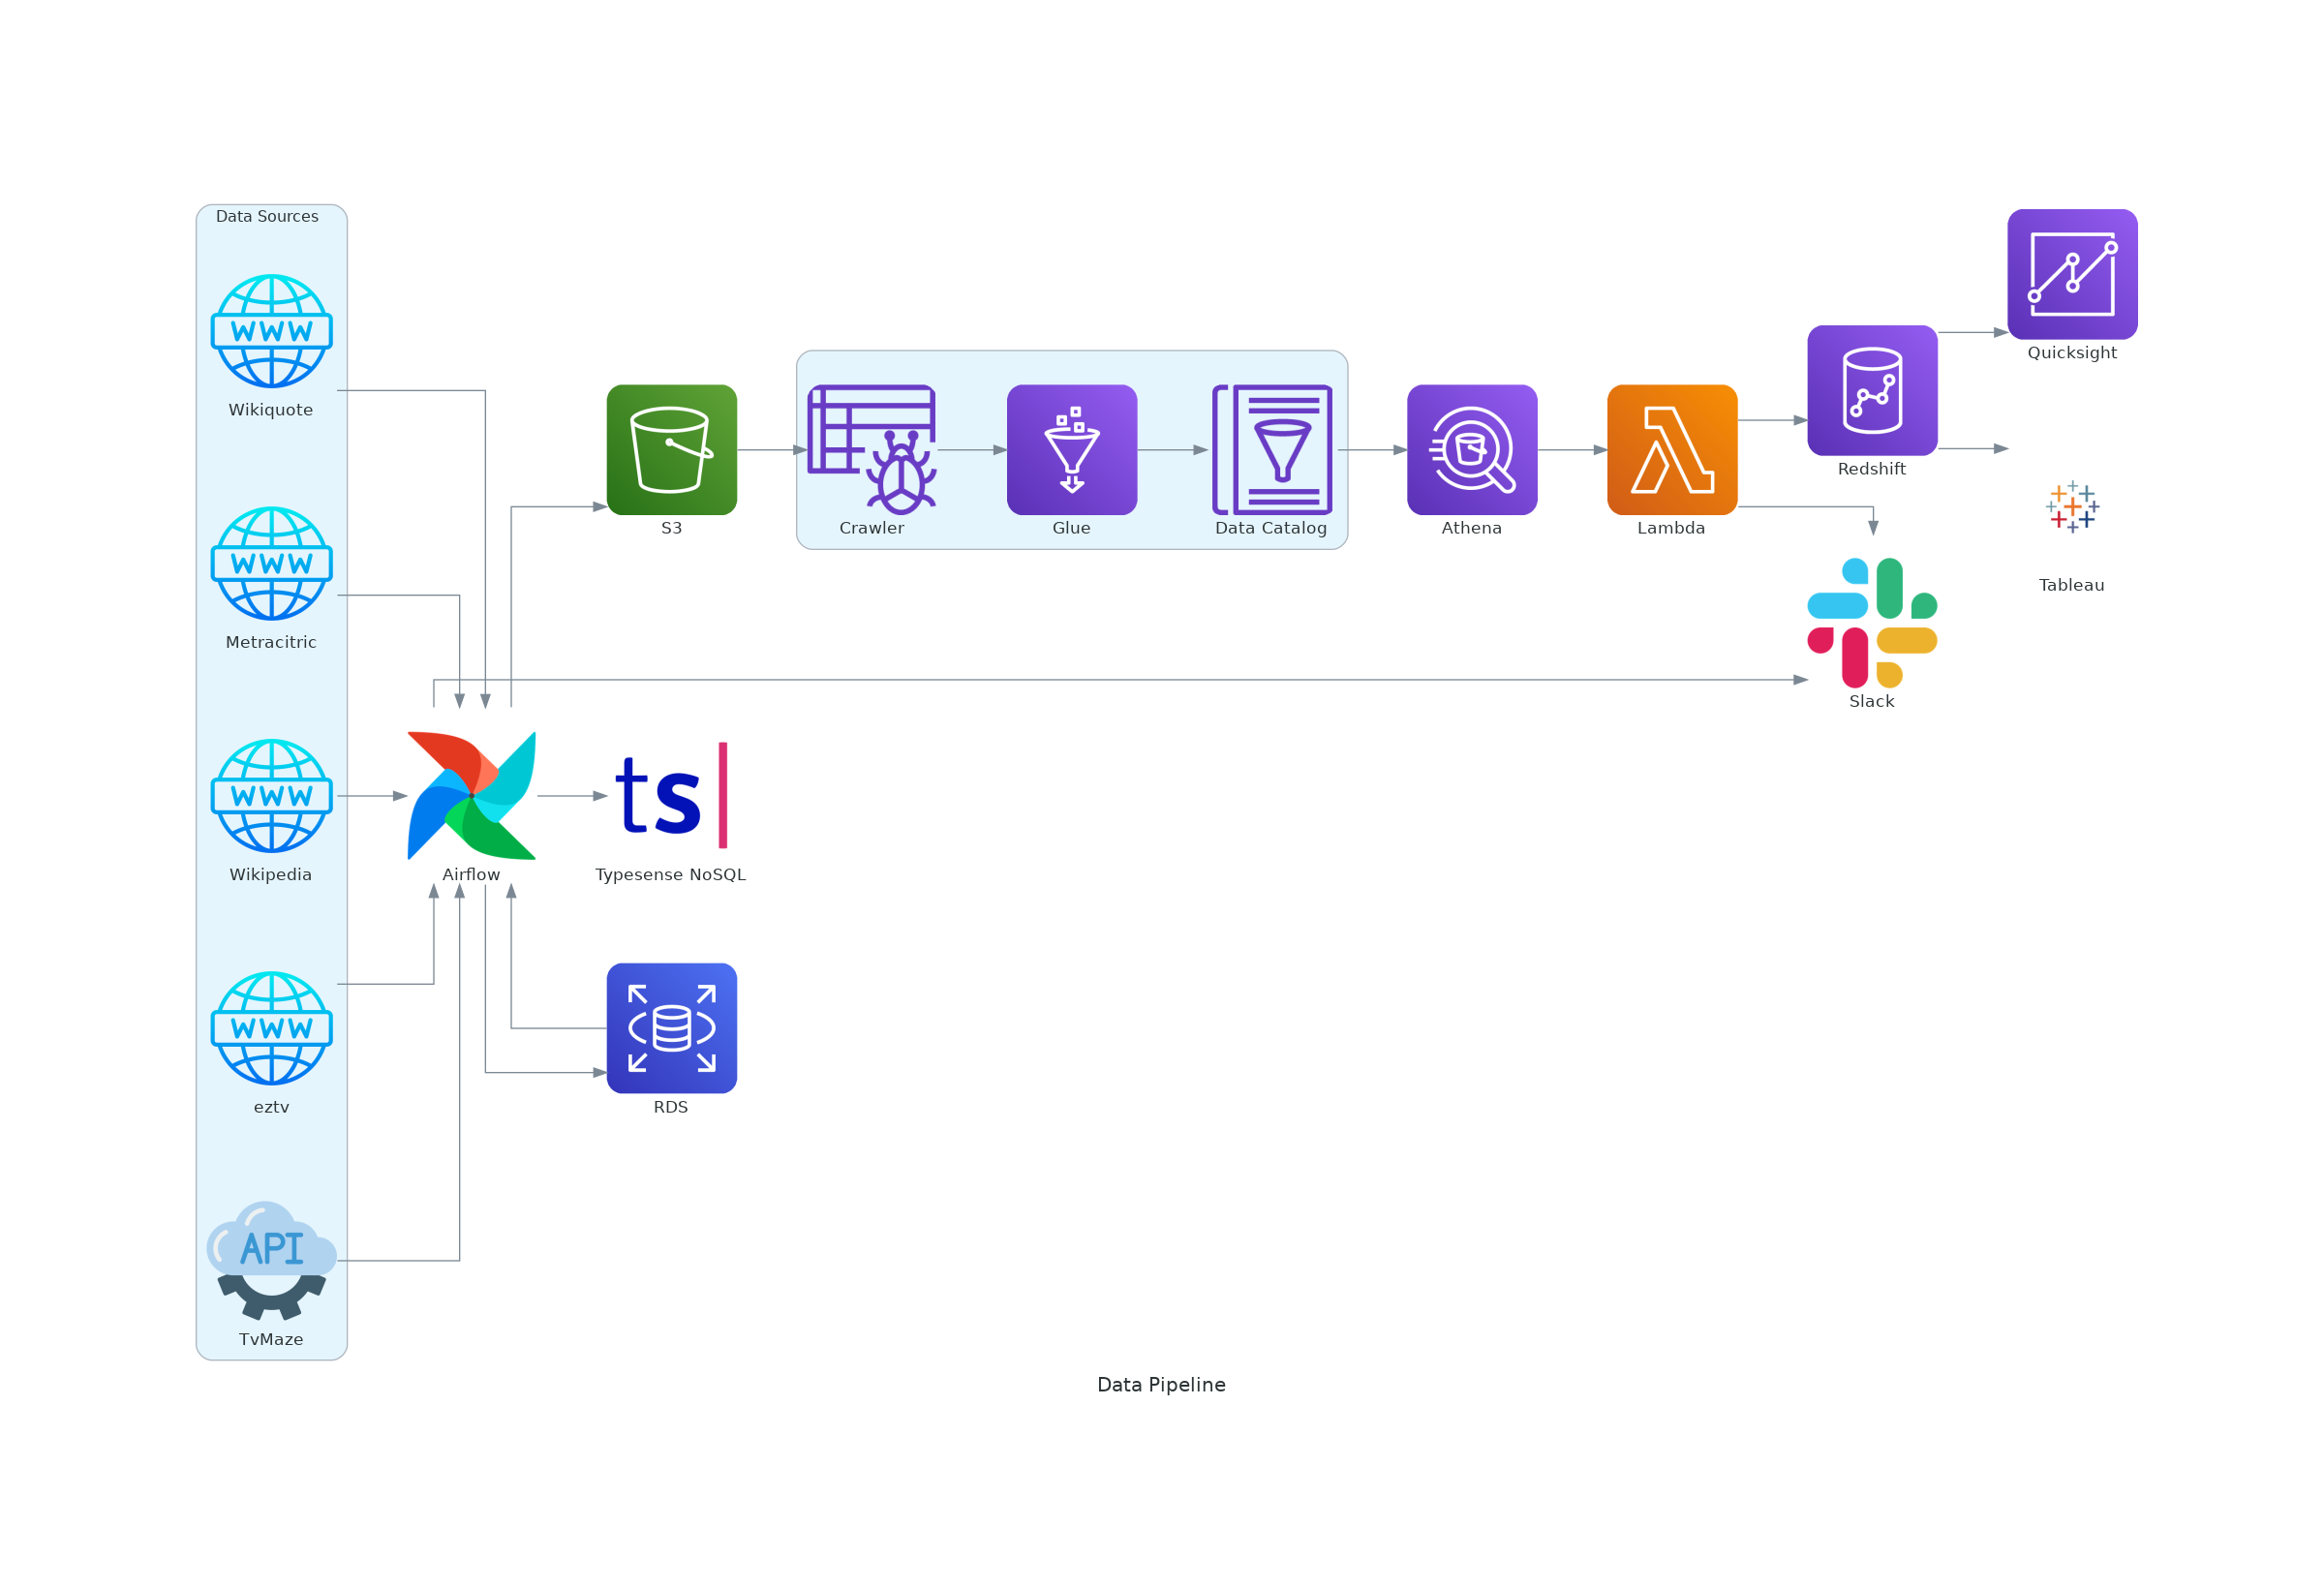 Data Sources
WWW
Wikiquote
WWW
Metracitric
WWW
Wikipedia
WWW
eztv
API
TvMaze
Airflow
S3
ts
Typesense NoSQL
RDS
Crawler
Glue
Data Catalog
Athena
Lambda
Redshift
Slack
Quicksight
Tableau
Data Pipeline